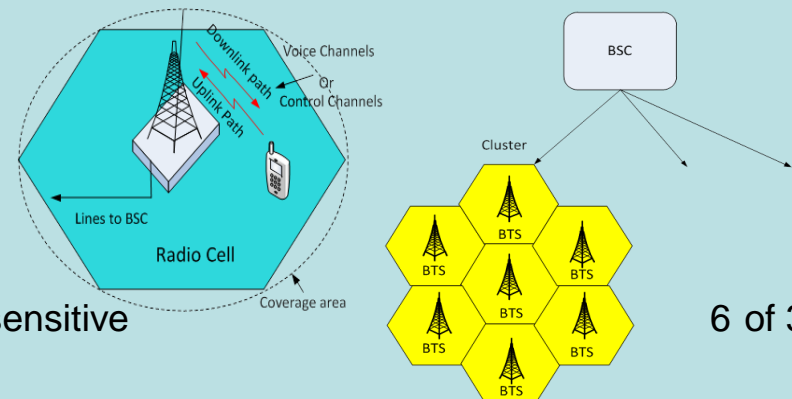 Downlink path
Uplink Path
Voice Channels
Or
Control Channels
Lines to BSC
Radio Cell
Coverage area
BSC
Cluster
BTS
BTS
BTS
BTS
BTS
BTS
BTS
sensitive
6 of 3